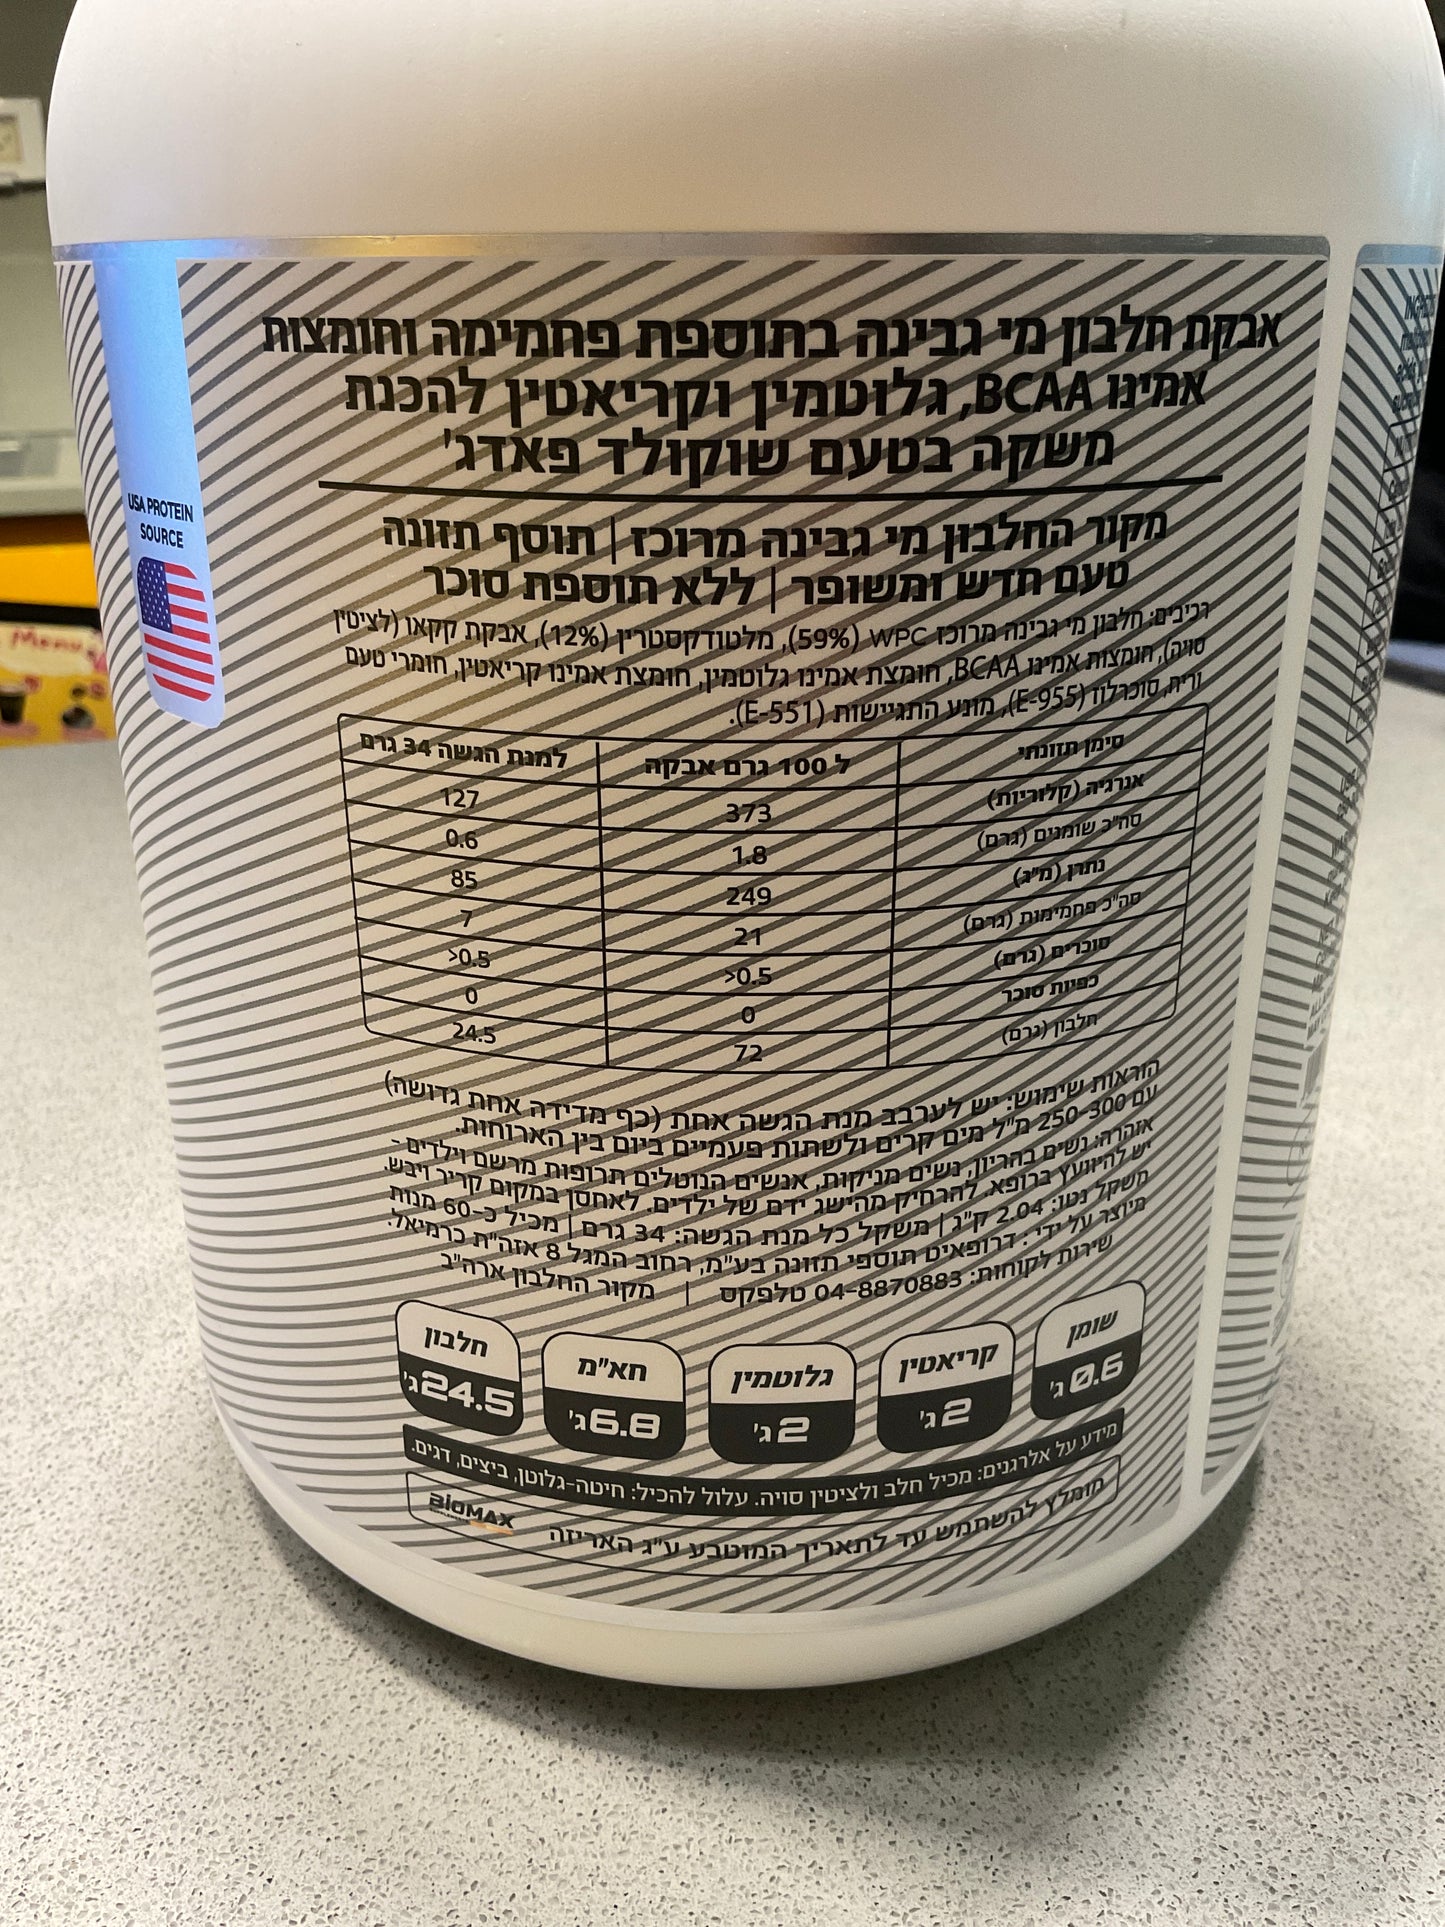 אבקת חלבון מי גבינה בתוספת פחמימה וחומצות
אמינו BCAA, גלוטמין וקריאטין להכנת
משקה בטעם שוקולד פאדג'
מקור החלבון מי גבינה מרוכז | תוסף תזונה
טעם חדש ומשופר | ללא תוספת סוכר
רכיבים: חלבון מי גבינה מרוכז WPC (59%), מלטודקסטרין (12%), אבקת קקאו (לציטין
סויה), חומצות אמינו BCAA, חומצת אמינו גלוטמין, חומצת אמינו קריאטין, חומרי טעם
וריח, סוכרלוז (E-955), מונע התגיישות (E-551).
סימון תזונתי ל 100 גרם אבקה למנת הגשה 34 גרם
אנרגיה (קלוריות) 373 127
סה"כ שומנים (גרם) 1.8 0.6
נתרן (מ"ג) 249 85
סה"כ פחמימות (גרם) 21 7
סוכרים (גרם) >0.5 >0.5
כפיות סוכר 0 0
חלבון (גרם) 72 24.5
הוראות שימוש: יש לערבב מנת הגשה אחת (כף מדידה אחת גדושה)
עם 250-300 מ"ל מים קרים ולשתות פעמיים ביום בין הארוחות.
אזהרה: נשים בהריון, נשים מניקות, אנשים הנוטלים תרופות מרשם וילדים -
יש להיוועץ ברופא. להרחיק מהישג ידם של ילדים. לאחסן במקום קריר ויבש.
משקל נטו: 2.04 ק"ג | משקל כל מנת הגשה: 34 גרם | מכיל כ-60 מנות
מיוצר על ידי: דרופאים תוספי תזונה בע"מ, רחוב המגל 8 אזה"ת כרמיאל.
שירות לקוחות: 04-8870883 טלפקס | מקור החלבון ארה"ב
שומן קריאטין גלוטמין חא"מ חלבון
0.6 ג' 2 ג' 2 ג' 6.8 ג' 24.5 ג'
מידע על אלרגנים: מכיל חלב ולציטין סויה. עלול להכיל: חיטה-גלוטן, ביצים, דגים.
מומלץ להשתמש עד לתאריך המוטבע ע"ג האריזה
BioMAX
USA PROTEIN
SOURCE
Menu